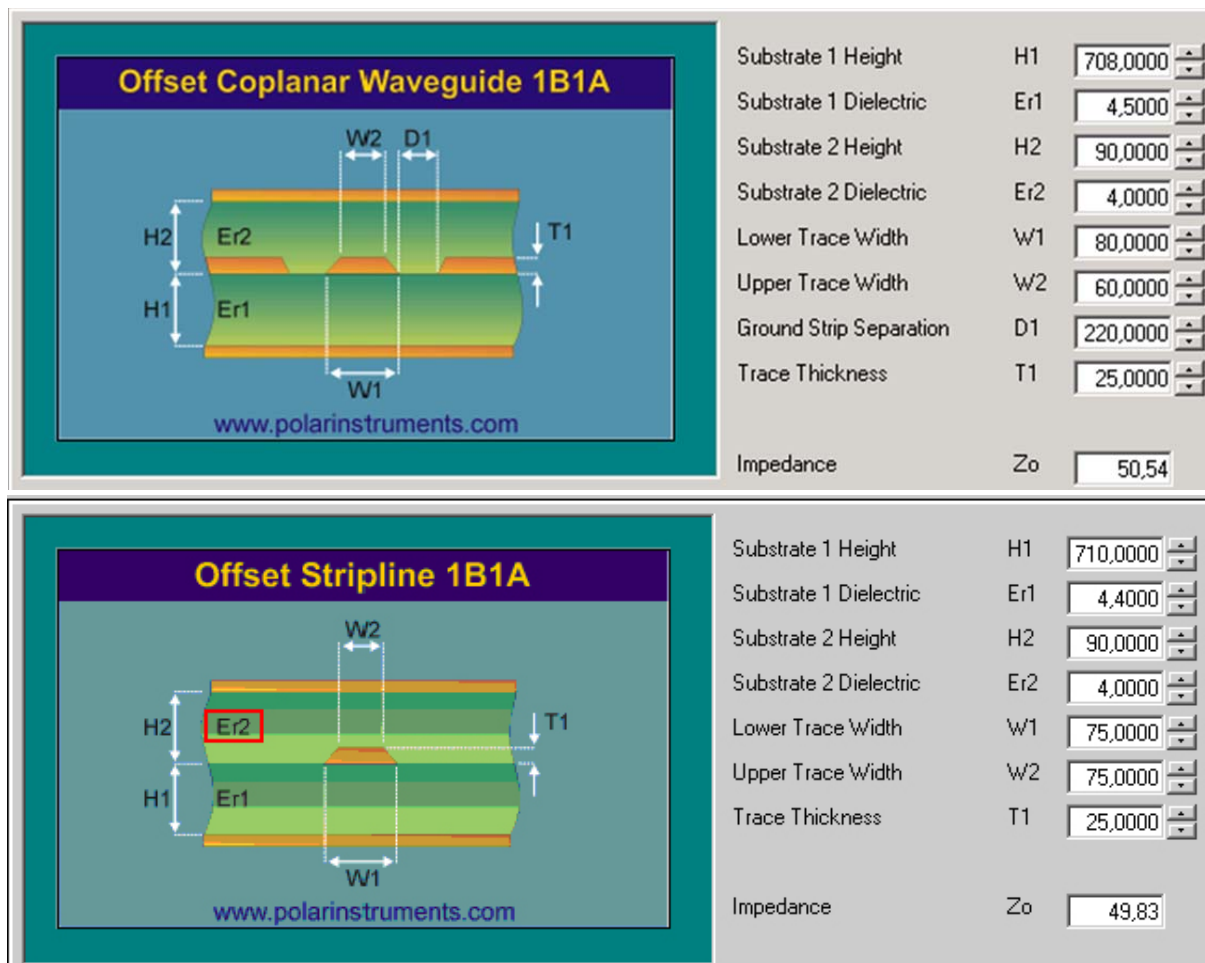 Offset Coplanar Waveguide 1B1A
W2 D1
H2 Er2 T1
H1 Er1
W1
www.polarinstruments.com
Substrate 1 Height H1 708,0000
Substrate 1 Dielectric Er1 4,5000
Substrate 2 Height H2 90,0000
Substrate 2 Dielectric Er2 4,0000
Lower Trace Width W1 80,0000
Upper Trace Width W2 60,0000
Ground Strip Separation D1 220,0000
Trace Thickness T1 25,0000
Impedance Zo 50,54
Offset Stripline 1B1A
W2
H2 Er2 T1
H1 Er1
W1
www.polarinstruments.com
Substrate 1 Height H1 710,0000
Substrate 1 Dielectric Er1 4,4000
Substrate 2 Height H2 90,0000
Substrate 2 Dielectric Er2 4,0000
Lower Trace Width W1 75,0000
Upper Trace Width W2 75,0000
Trace Thickness T1 25,0000
Impedance Zo 49,83